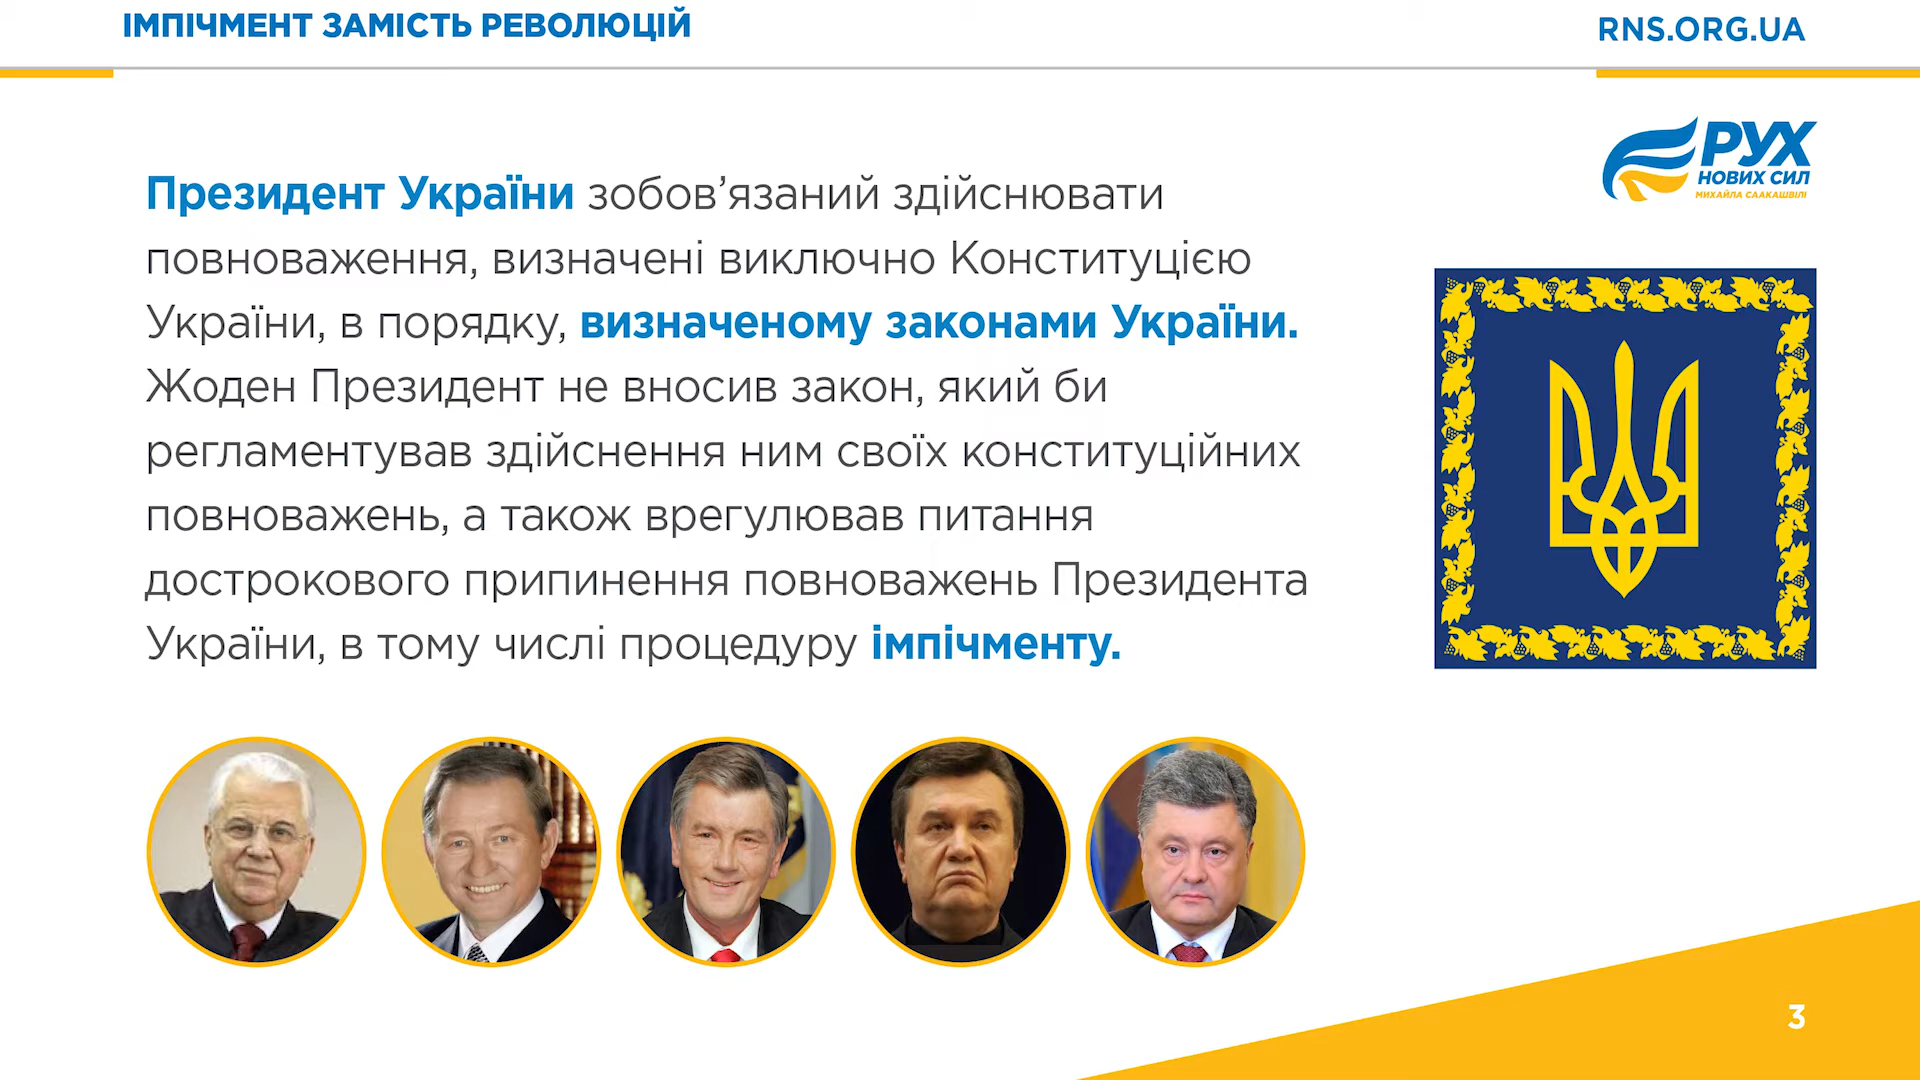 ІМПІЧМЕНТ ЗАМІСТЬ РЕВОЛЮЦІЙ
RNS.ORG.UA
РУХ
НОВИХ СИЛ
МИХАЙЛА СААКАШВІЛІ
Президент України зобов’язаний здійснювати
повноваження, визначені виключно Конституцією
України, в порядку, визначеному законами України.
Жоден Президент не вносив закон, який би
регламентував здійснення ним своїх конституційних
повноважень, а також врегулював питання
дострокового припинення повноважень Президента
України, в тому числі процедуру імпічменту.
3